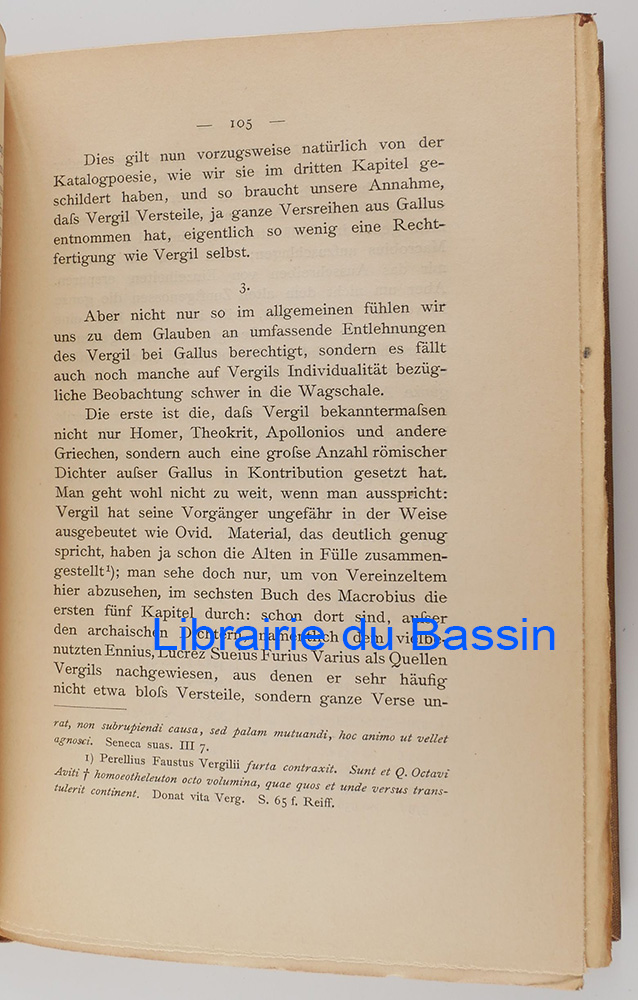 — 105 —
Dies gilt nun vorzugsweise natürlich von der
Katalogpoesie, wie wir sie im dritten Kapitel ge-
schildert haben, und so braucht unsere Annahme,
daſs Vergil Versteile, ja ganze Versreihen aus Gallus
entnommen hat, eigentlich so wenig eine Recht-
fertigung wie Vergil selbst.
3.
Aber nicht nur so im allgemeinen fühlen wir
uns zu dem Glauben an umfassende Entlehnungen
des Vergil bei Gallus berechtigt, sondern es fällt
auch noch manche auf Vergils Individualität bezüg-
liche Beobachtung schwer in die Wagschale.
Die erste ist die, daſs Vergil bekanntermaſsen
nicht nur Homer, Theokrit, Apollonios und andere
Griechen, sondern auch eine groſse Anzahl römischer
Dichter auſser Gallus in Kontribution gesetzt hat.
Man geht wohl nicht zu weit, wenn man ausspricht:
Vergil hat seine Vorgänger ungefähr in der Weise
ausgebeutet wie Ovid. Material, das deutlich genug
spricht, haben ja schon die Alten in Fülle zusammen-
gestellt¹); man sehe doch nur, um von Vereinzeltem
hier abzusehen, im sechsten Buch des Macrobius die
ersten fünf Kapitel durch: schon dort sind, auſser
den archaischen Dichtern, namentlich dem vielbe-
nutzten Ennius, Lucrez Sueius Furius Varius als Quellen
Vergils nachgewiesen, aus denen er sehr häufig
nicht etwa bloſs Versteile, sondern ganze Verse un-
rat, non subrupiendi causa, sed palam mutuandi, hoc animo ut vellet
agnosci. Seneca suas. III 7.
1) Perellius Faustus Vergilii furta contraxit. Sunt et Q. Octavi
Aviti † homoeotheleuton octo volumina, quae quos et unde versus trans-
tulerit continent. Donat vita Verg. S. 65 f. Reiff.
Librairie du Bassin